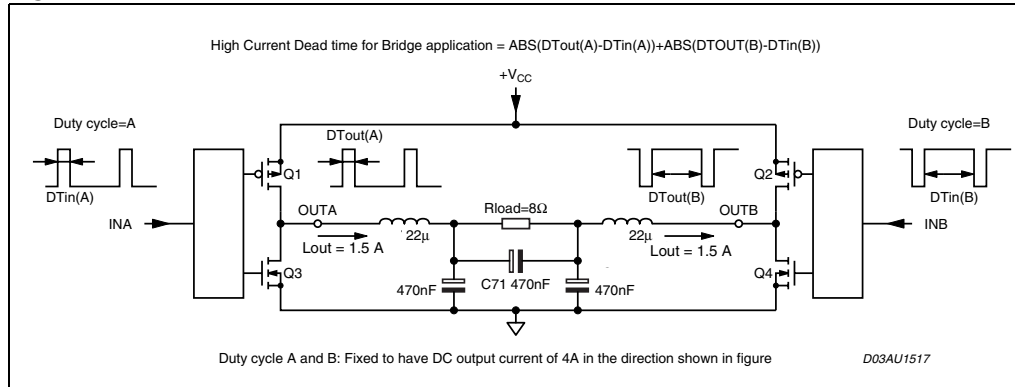 High Current Dead time for Bridge application = ABS(DTout(A)-DTin(A))+ABS(DTOUT(B)-DTin(B))
+VCC
Duty cycle=A
DTout(A)
Duty cycle=B
Q1
Q2
DTin(A)
DTout(B)
DTin(B)
INA
OUTA
Rload=8Ω
OUTB
INB
22μ
22μ
Lout = 1.5 A
Lout = 1.5 A
Q3
Q4
470nF
C71 470nF
470nF
Duty cycle A and B: Fixed to have DC output current of 4A in the direction shown in figure
D03AU1517